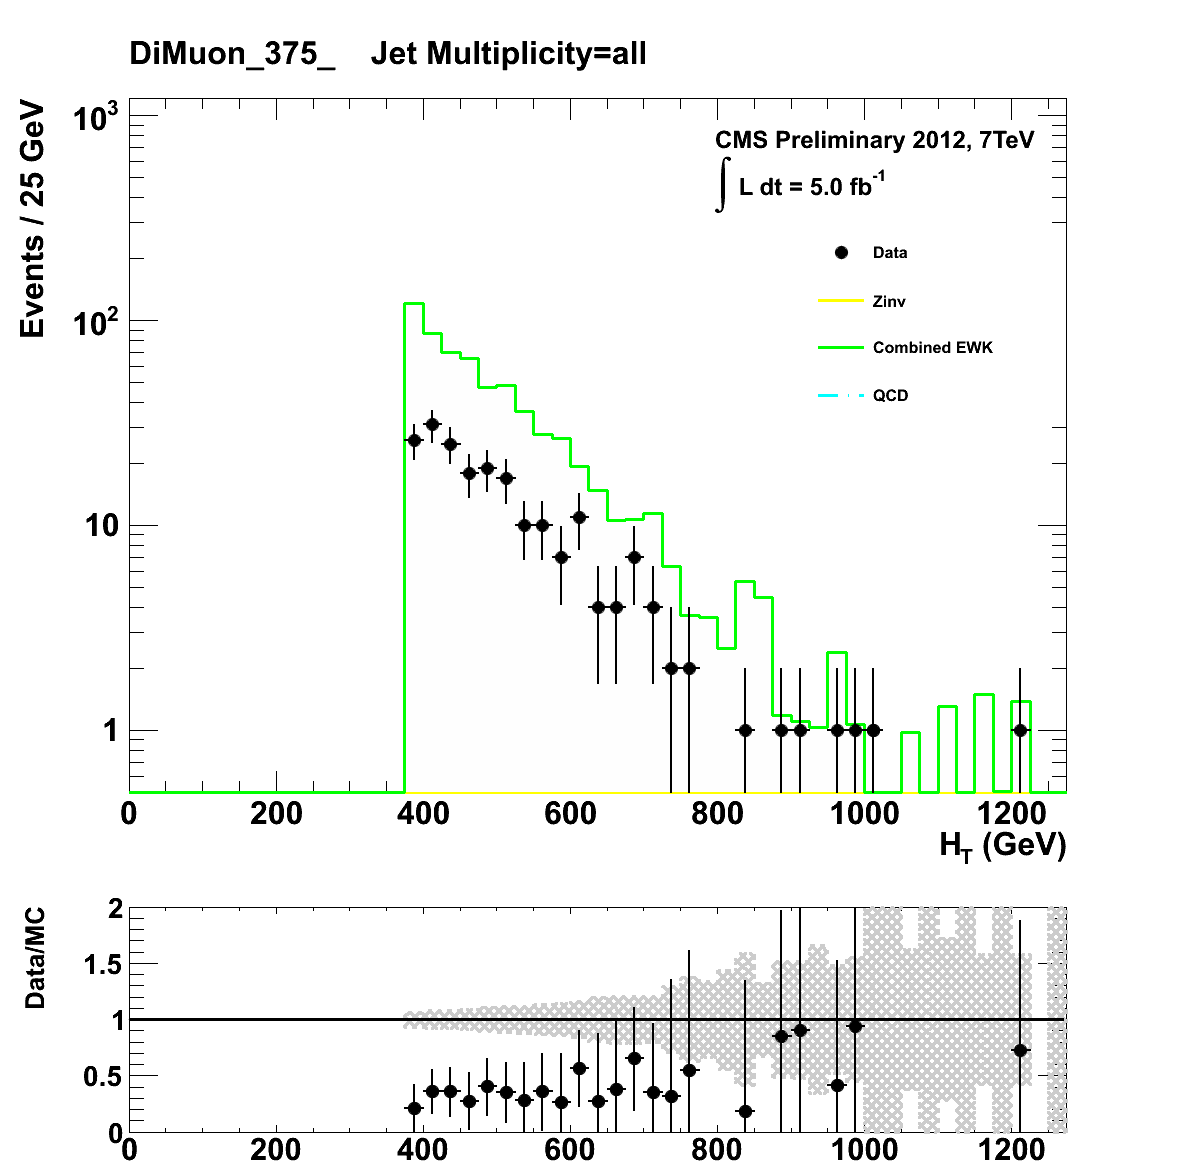 DiMuon_375_ Jet Multiplicity=all
Events / 25 GeV
10³
10²
10
1
CMS Preliminary 2012, 7TeV
∫ L dt = 5.0 fb⁻¹
Data
Zinv
Combined EWK
QCD
0 200 400 600 800 1000 1200
H_T (GeV)
Data/MC
2
1.5
1
0.5
0
0 200 400 600 800 1000 1200